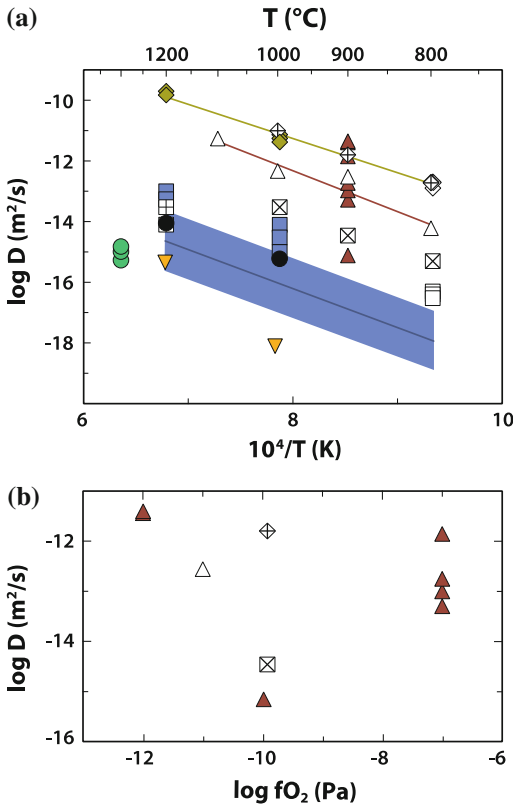 (a)
T (°C)
1200 1000 900 800
-10
-12
-14
-16
-18
log D (m²/s)
6 8 10
10⁴/T (K)
(b)
-12
-14
-16
log D (m²/s)
-12 -10 -8 -6
log fO₂ (Pa)